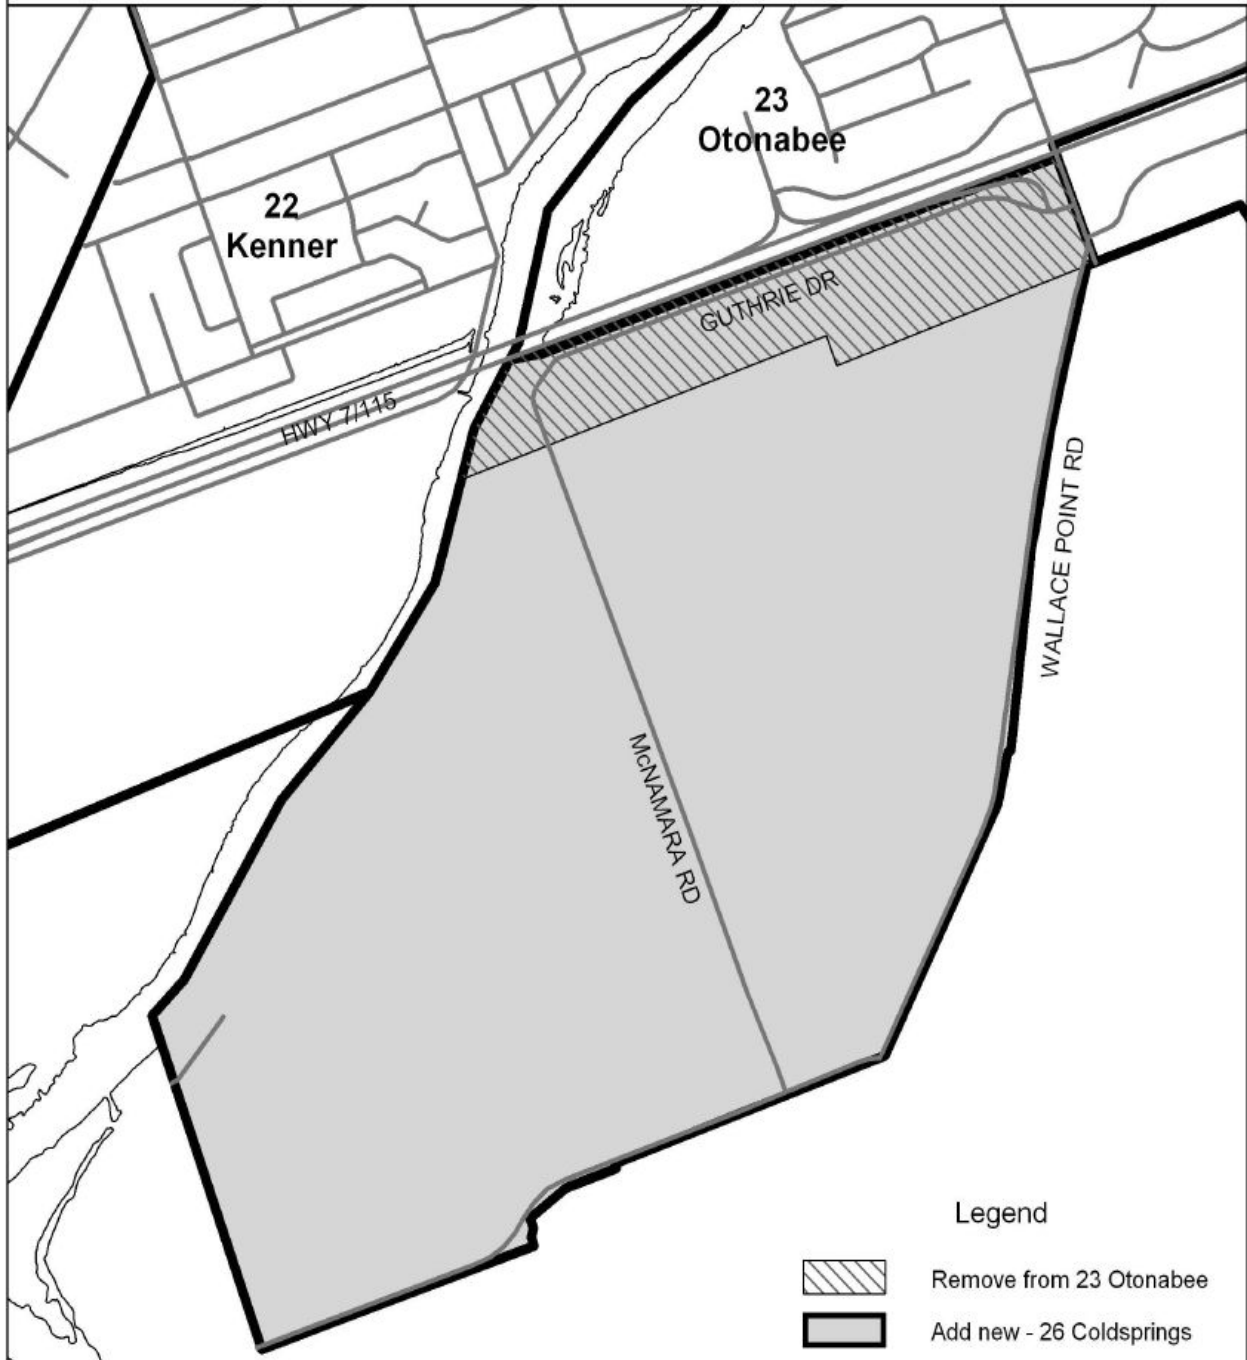 23
Otonabee
22
Kenner
GUTHRIE DR
HWY 7/115
WALLACE POINT RD
McNAMARA RD
Legend
Remove from 23 Otonabee
Add new - 26 Coldsprings